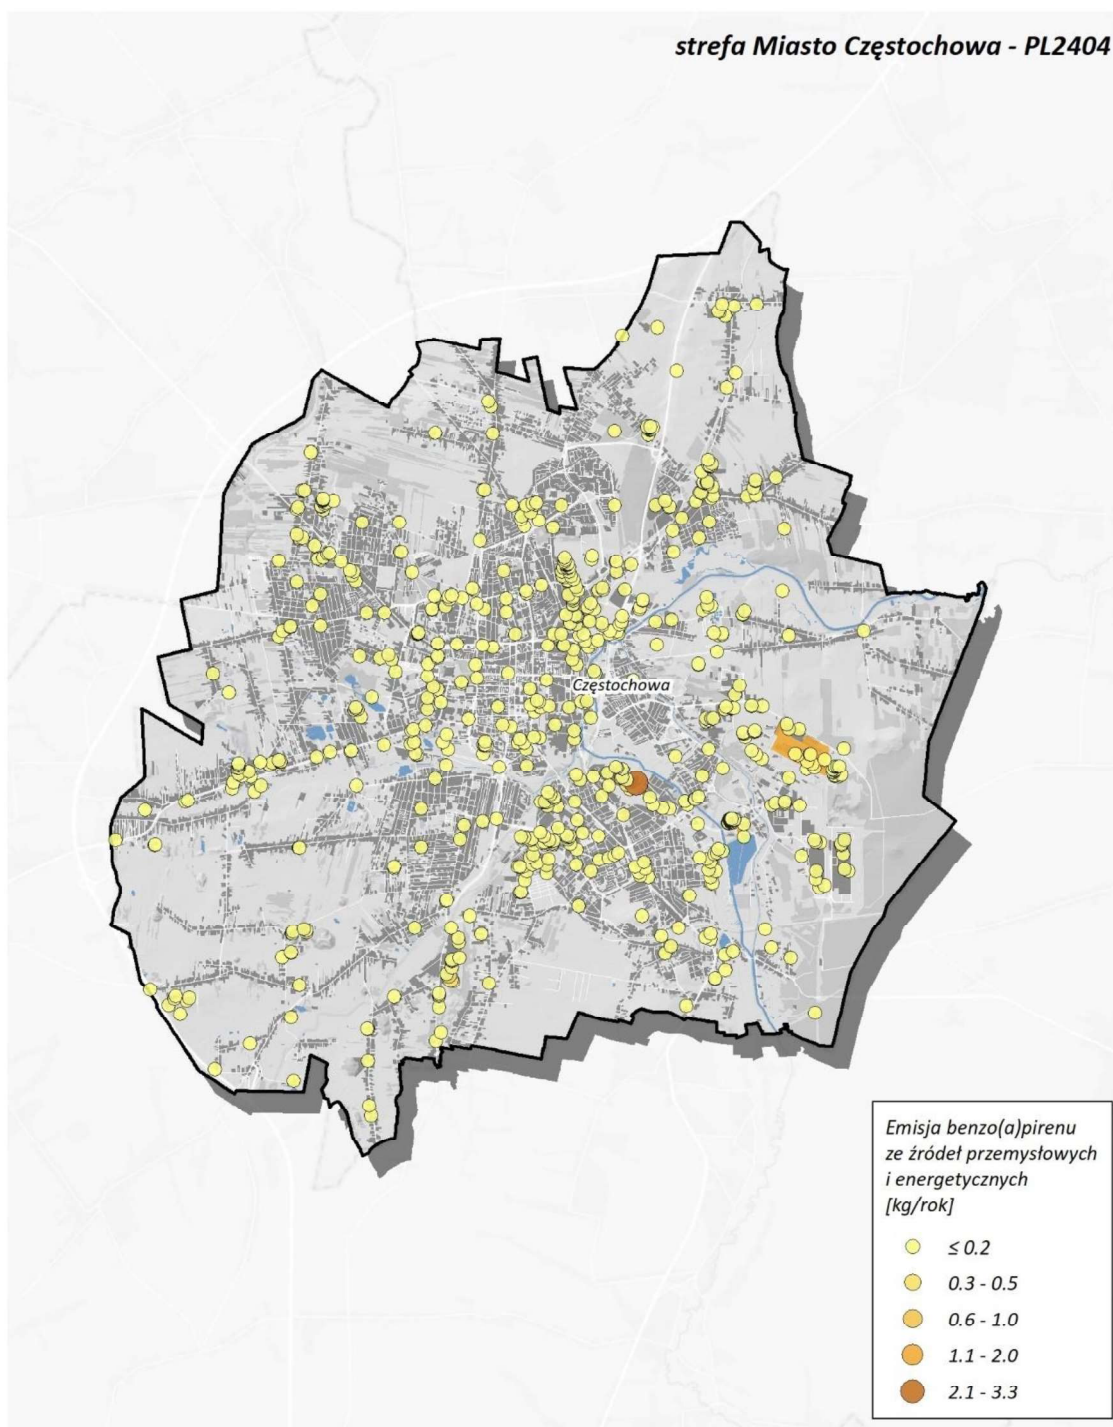 strefa Miasto Częstochowa - PL2404
Częstochowa
Emisja benzo(a)pirenu
ze źródeł przemysłowych
i energetycznych
[kg/rok]
≤ 0.2
0.3 - 0.5
0.6 - 1.0
1.1 - 2.0
2.1 - 3.3